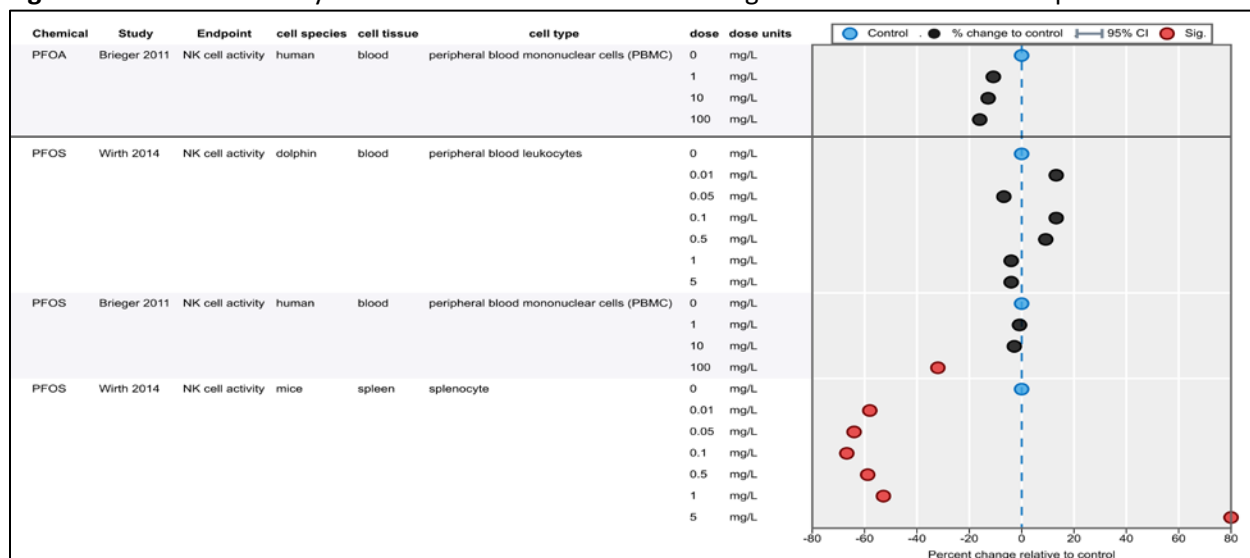 Chemical Study Endpoint cell species cell tissue cell type dose dose units Control . % change to control 95% CI Sig.
PFOA Brieger 2011 NK cell activity human blood peripheral blood mononuclear cells (PBMC) 0 mg/L
1 mg/L
10 mg/L
100 mg/L
PFOS Wirth 2014 NK cell activity dolphin blood peripheral blood leukocytes 0 mg/L
0.01 mg/L
0.05 mg/L
0.1 mg/L
0.5 mg/L
1 mg/L
5 mg/L
PFOS Brieger 2011 NK cell activity human blood peripheral blood mononuclear cells (PBMC) 0 mg/L
1 mg/L
10 mg/L
100 mg/L
PFOS Wirth 2014 NK cell activity mice spleen splenocyte 0 mg/L
0.01 mg/L
0.05 mg/L
0.1 mg/L
0.5 mg/L
1 mg/L
5 mg/L
-80 -60 -40 -20 0 20 40 60 80
Percent change relative to control